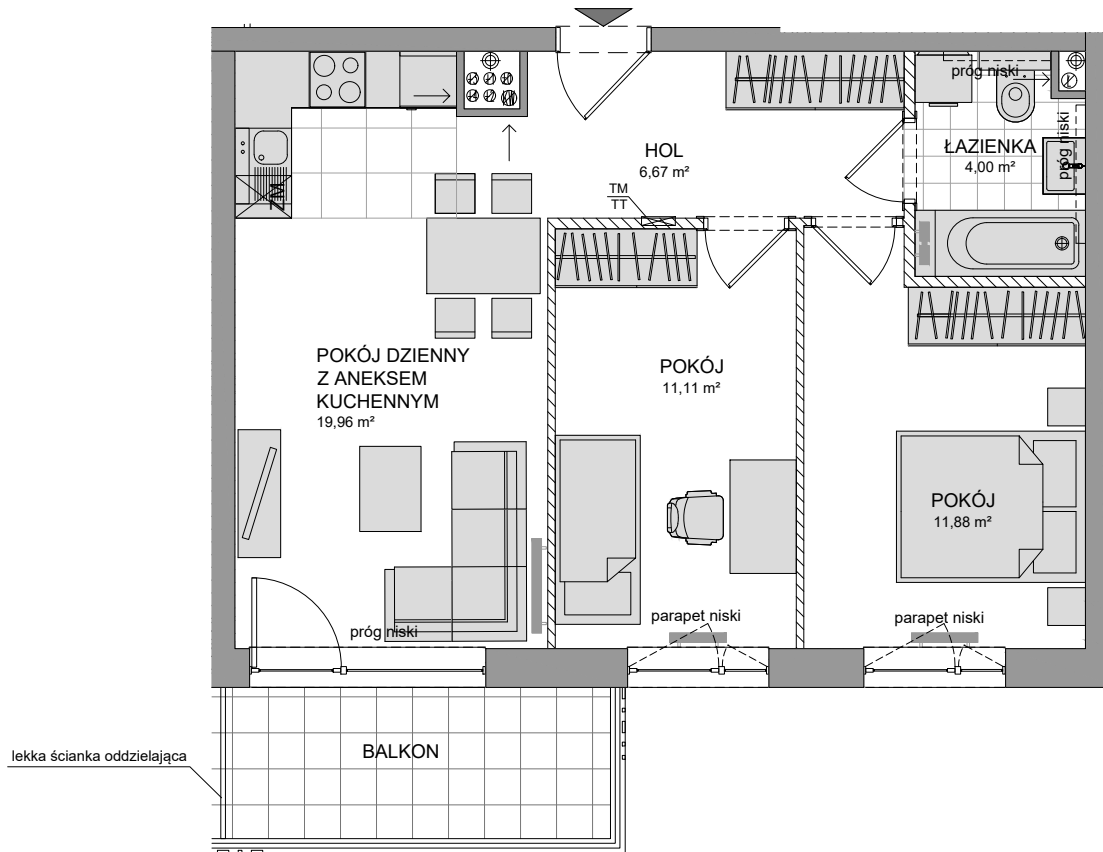 próg niski
HOL
6,67 m²
ŁAZIENKA
4,00 m²
próg niski
ZM
TM
TT
POKÓJ DZIENNY
Z ANEKSEM
KUCHENNYM
19,96 m²
POKÓJ
11,11 m²
POKÓJ
11,88 m²
próg niski
parapet niski
parapet niski
BALKON
lekka ścianka oddzielająca